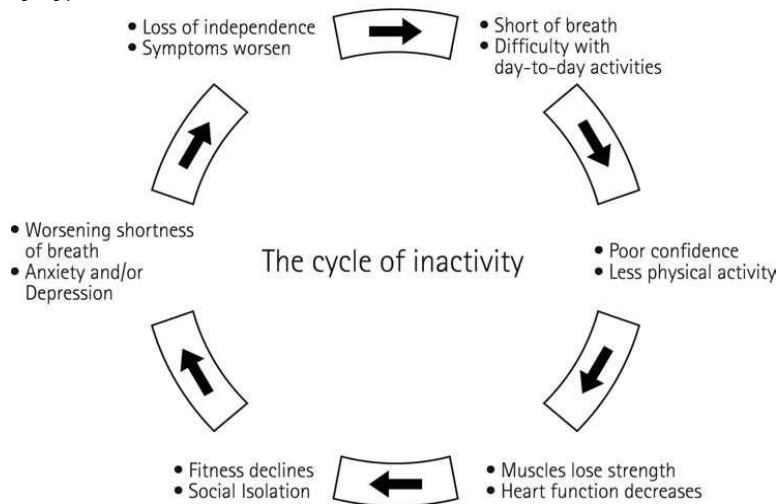 • Loss of independence
• Symptoms worsen
• Short of breath
• Difficulty with
day-to-day activities
• Poor confidence
• Less physical activity
• Muscles lose strength
• Heart function decreases
• Fitness declines
• Social Isolation
• Worsening shortness
of breath
• Anxiety and/or
Depression
The cycle of inactivity